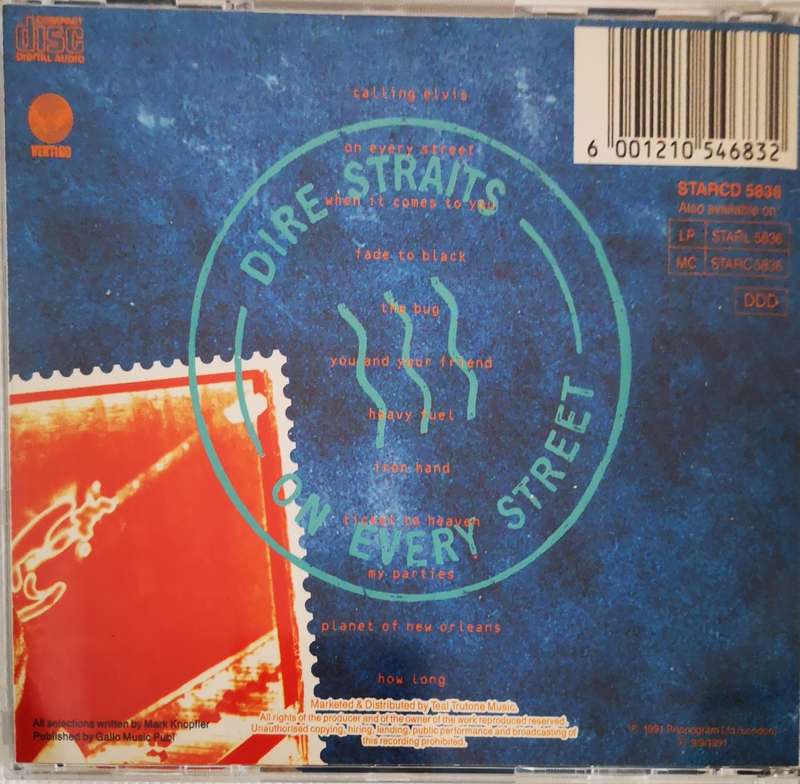 COMPACT
disc
DIGITAL AUDIO
VERTIGO
6 001210 546832
STARCD 5836
Also available on
LP STARL 5836
MC STARC 5836
DDD
DIRE STRAITS
ON EVERY STREET
calling elvis
on every street
when it comes to you
fade to black
the bug
you and your friend
heavy fuel
iron hand
ticket to heaven
my parties
planet of new orleans
how long
All selections written by Mark Knopfler
Published by Gallo Music Publ
Marketed & Distributed by Teal Trutone Music.
All rights of the producer and of the owner of the work reproduced reserved.
Unauthorised copying, hiring, lending, public performance and broadcasting of
this recording prohibited.
℗ 1991 Phonogram Ltd (London)
9/9/1991